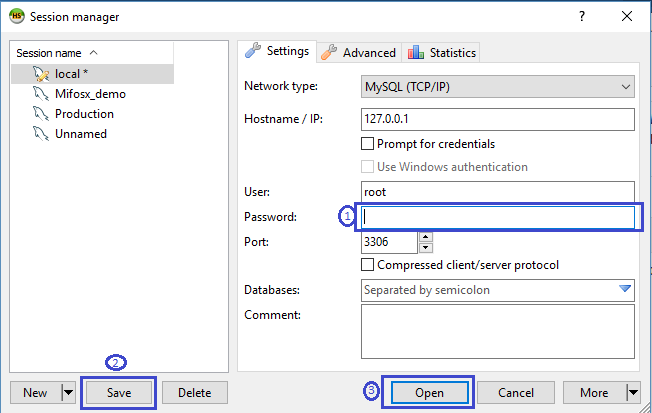 HS Session manager
Session name
local *
Mifosx_demo
Production
Unnamed
Settings Advanced Statistics
Network type: MySQL (TCP/IP)
Hostname / IP: 127.0.0.1
Prompt for credentials
Use Windows authentication
User: root
Password: 1
Port: 3306
Compressed client/server protocol
Databases: Separated by semicolon
Comment:
2
3
New Save Delete Open Cancel More